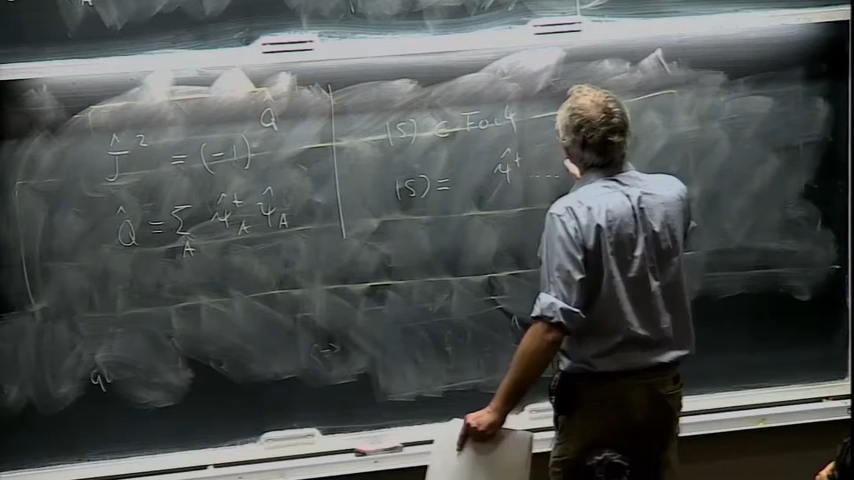 Ĵ² = (-1)^Q̂
Q̂ = Σ_A ψ̂⁺_A ψ̂_A
|S) ∈ Fock
|S) = ψ̂⁺ ....